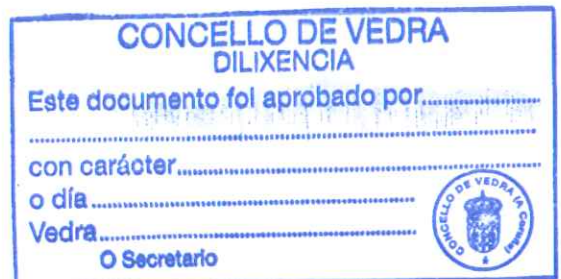 CONCELLO DE VEDRA
DILIXENCIA
Este documento foi aprobado por....................
................................................................................
con carácter............................................................
o día ............................................................
Vedra............................................................
O Secretario
CONCELLO DE VEDRA (A Coruña)